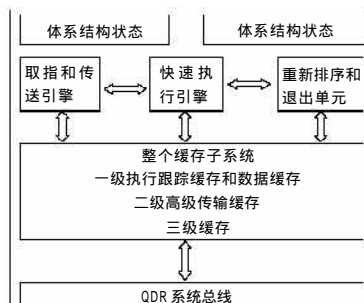 体系结构状态
体系结构状态
取指和传
送引擎
快速执
行引擎
重新排序和
退出单元
整个缓存子系统
一级执行跟踪缓存和数据缓存
二级高级传输缓存
三级缓存
QDR 系统总线